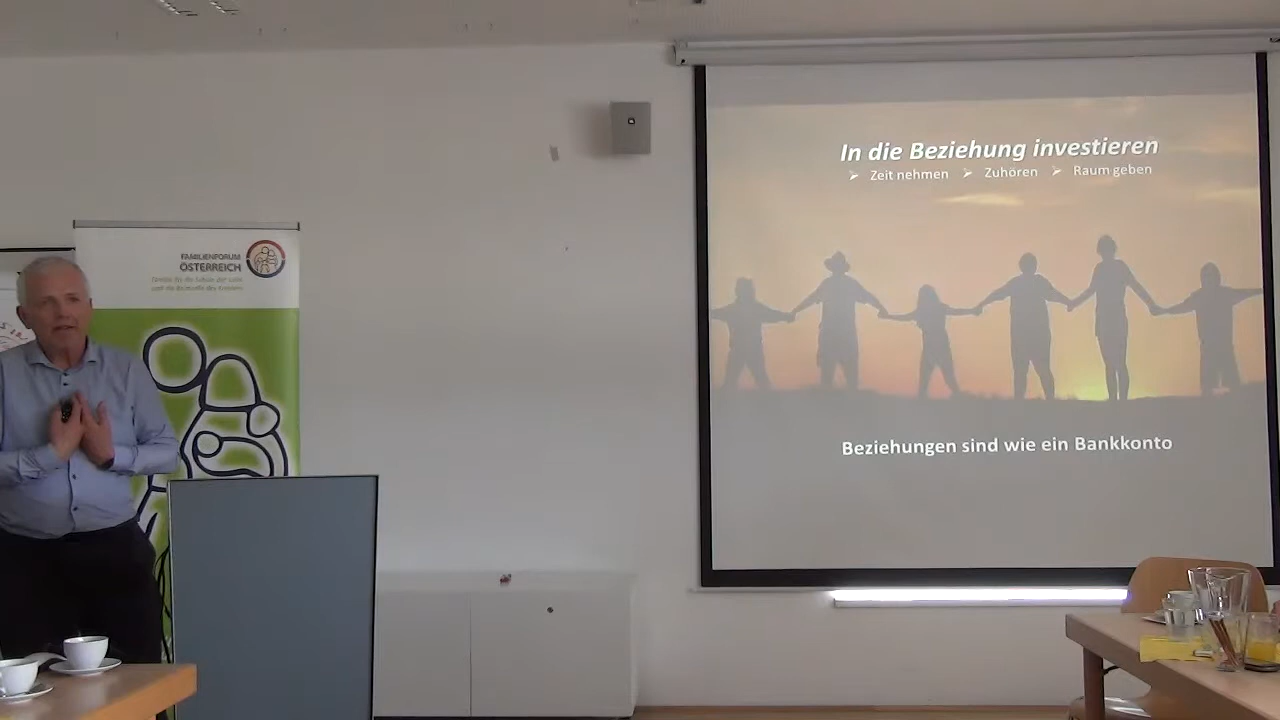 FAMILIENFORUM
ÖSTERREICH
In die Beziehung investieren
Zeit nehmen Zuhören Raum geben
Beziehungen sind wie ein Bankkonto